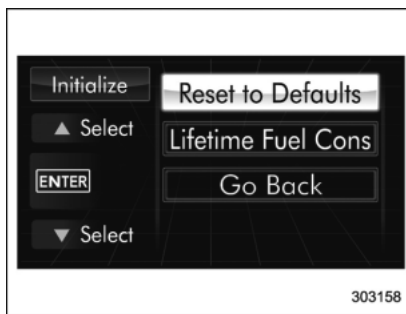 Initialize
▲ Select
ENTER
▼ Select
Reset to Defaults
Lifetime Fuel Cons
Go Back
303158